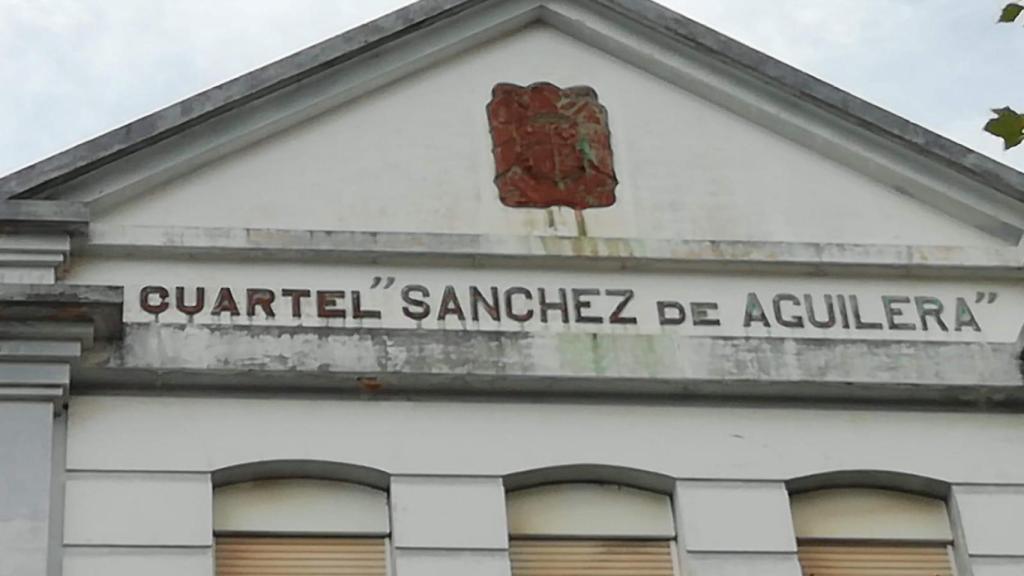 CUARTEL "SANCHEZ DE AGUILERA"